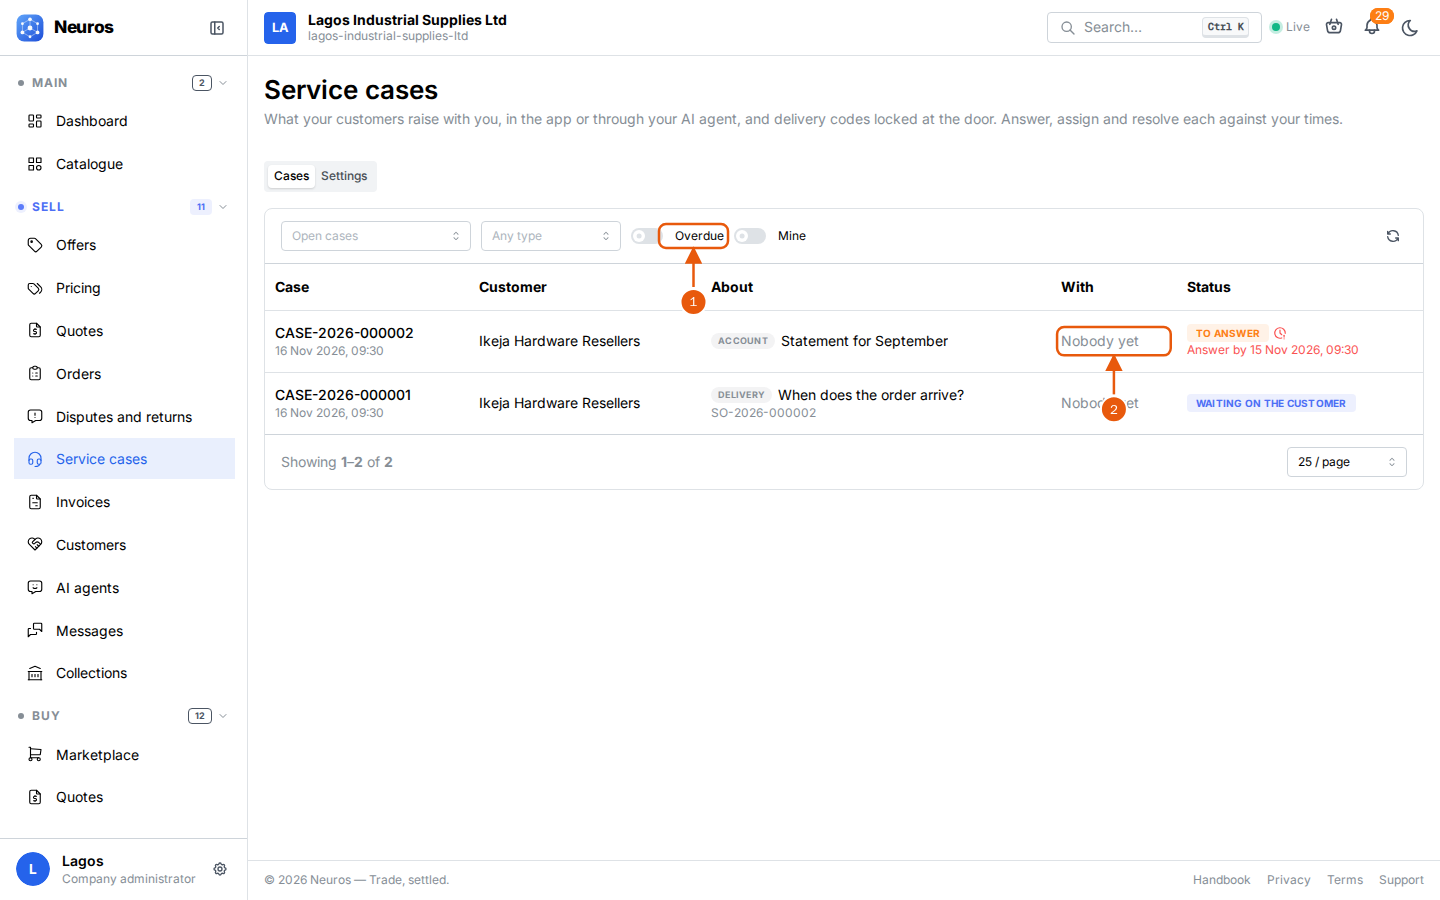 Neuros
LA
Lagos Industrial Supplies Ltd
lagos-industrial-supplies-ltd
Search...
Ctrl K
Live
29
MAIN
2
Dashboard
Catalogue
SELL
11
Offers
Pricing
Quotes
Orders
Disputes and returns
Service cases
Invoices
Customers
AI agents
Messages
Collections
BUY
12
Marketplace
Quotes
L
Lagos
Company administrator
Service cases
What your customers raise with you, in the app or through your AI agent, and delivery codes locked at the door. Answer, assign and resolve each against your times.
Cases
Settings
Open cases
Any type
Overdue
Mine
1
Case
Customer
About
With
Status
CASE-2026-000002
16 Nov 2026, 09:30
Ikeja Hardware Resellers
ACCOUNT
Statement for September
Nobody yet
TO ANSWER
Answer by 15 Nov 2026, 09:30
CASE-2026-000001
16 Nov 2026, 09:30
Ikeja Hardware Resellers
DELIVERY
When does the order arrive?
SO-2026-000002
2
WAITING ON THE CUSTOMER
Showing 1–2 of 2
25 / page
© 2026 Neuros — Trade, settled.
Handbook
Privacy
Terms
Support